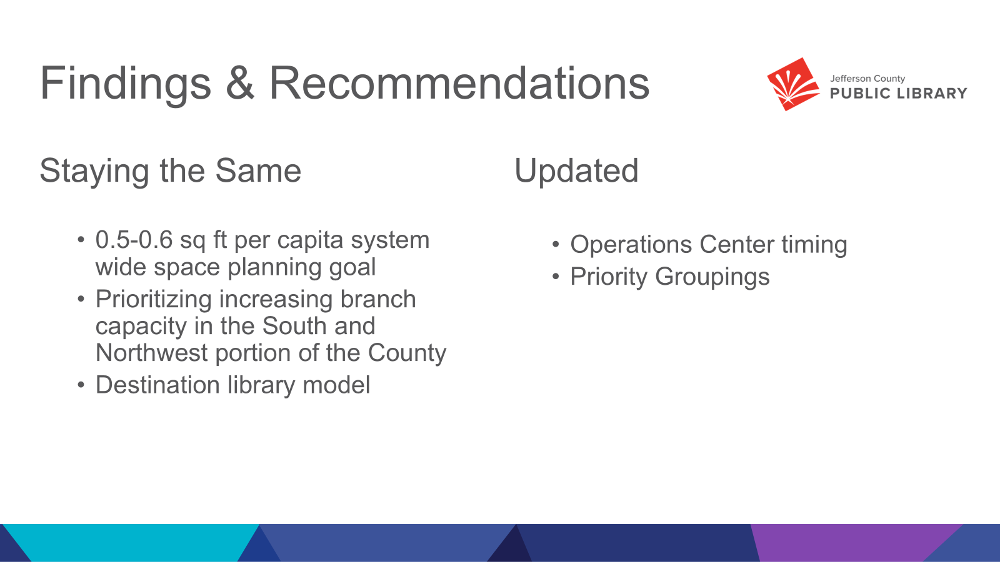 Findings & Recommendations
Jefferson County
PUBLIC LIBRARY
Staying the Same
• 0.5-0.6 sq ft per capita system
wide space planning goal
• Prioritizing increasing branch
capacity in the South and
Northwest portion of the County
• Destination library model
Updated
• Operations Center timing
• Priority Groupings